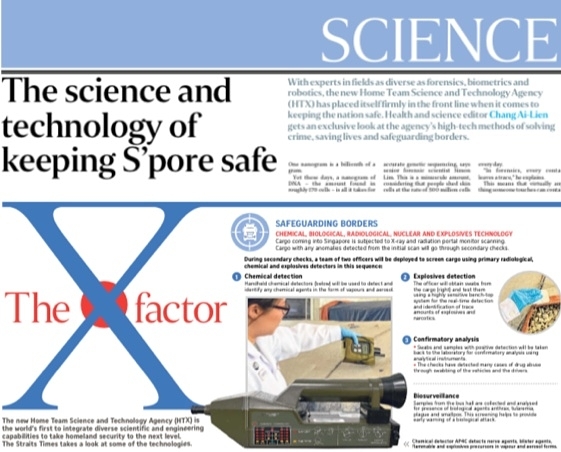 SCIENCE
The science and
technology of
keeping S'pore safe
With experts in fields as diverse as forensics, biometrics and
robotics, the new Home Team Science and Technology Agency
(HTX) has placed itself firmly in the front line when it comes to
keeping the nation safe. Health and science editor Chang Ai-Lien
gets an exclusive look at the agency's high-tech methods of solving
crime, saving lives and safeguarding borders.
One nanogram is a billionth of a
gram.
Yet these days, a nanogram of
DNA – the amount found in
roughly 170 cells – is all it takes for
accurate genetic sequencing, says
senior forensic scientist Simon
Lim. This is a minuscule amount,
considering that people shed skin
cells at the rate of 500 million cells
every day.
"In forensics, every conta
leaves a trace," he explains.
This means that virtually an
thing someone touches can conta
The X factor
The new Home Team Science and Technology Agency (HTX) is
the world's first to integrate diverse scientific and engineering
capabilities to take homeland security to the next level.
The Straits Times takes a look at some of the technologies.
SAFEGUARDING BORDERS
CHEMICAL, BIOLOGICAL, RADIOLOGICAL, NUCLEAR AND EXPLOSIVES TECHNOLOGY
Cargo coming into Singapore is subjected to X-ray and radiation portal monitor scanning.
Cargo with any anomalies detected from the initial scan will go through secondary checks.
During secondary checks, a team of two officers will be deployed to screen cargo using primary radiological,
chemical and explosives detectors in this sequence:
1 Chemical detection
Handheld chemical detectors (below) will be used to detect and
identify any chemical agents in the form of vapours and aerosol
2 Explosives detection
The officer will obtain swabs from
the cargo (right) and test them
using a highly sensitive bench-top
system for the real-time detection
and identification of trace
amounts of explosives and
narcotics.
3 Confirmatory analysis
• Swabs and samples with positive detection will be taken
back to the laboratory for confirmatory analysis using
analytical instruments.
• The checks have detected many cases of drug abuse
through swabbing of the vehicles and the drivers.
Biosurveillance
Samples from the bus hall are collected and analysed
for presence of biological agents anthrax, tularemia,
plague and smallpox. This screening helps to provide
early warning of a biological attack.
Chemical detector AP4C detects nerve agents, blister agents,
flammable and explosives precursors in vapour and aerosol forms.